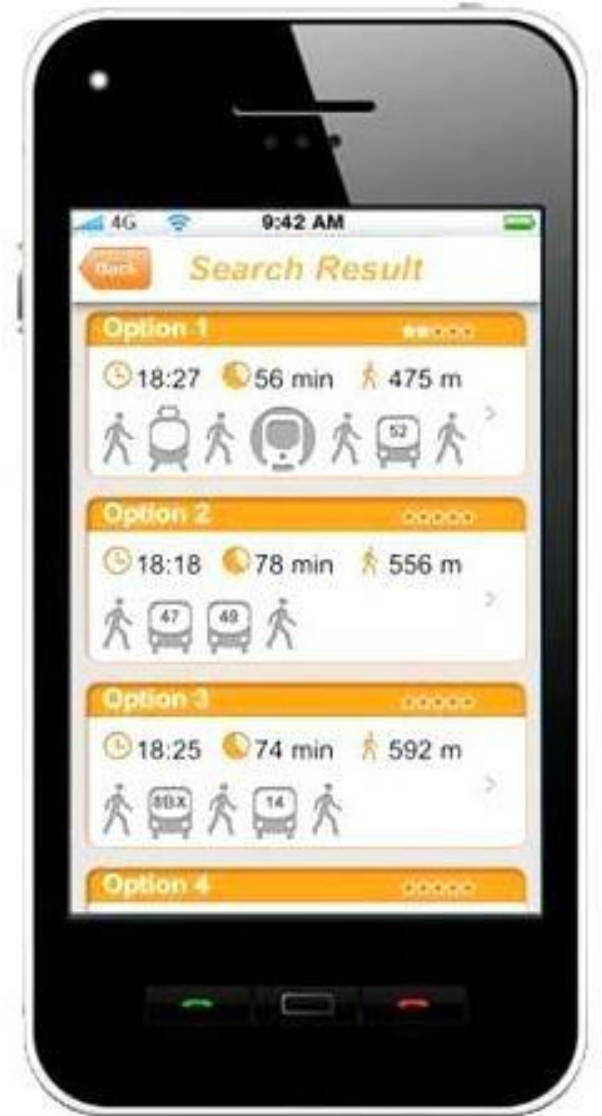 4G 9:42 AM
Back Search Result
Option 1
18:27 56 min 475 m
52
Option 2
18:18 78 min 556 m
47 49
Option 3
18:25 74 min 592 m
8BX 14
Option 4